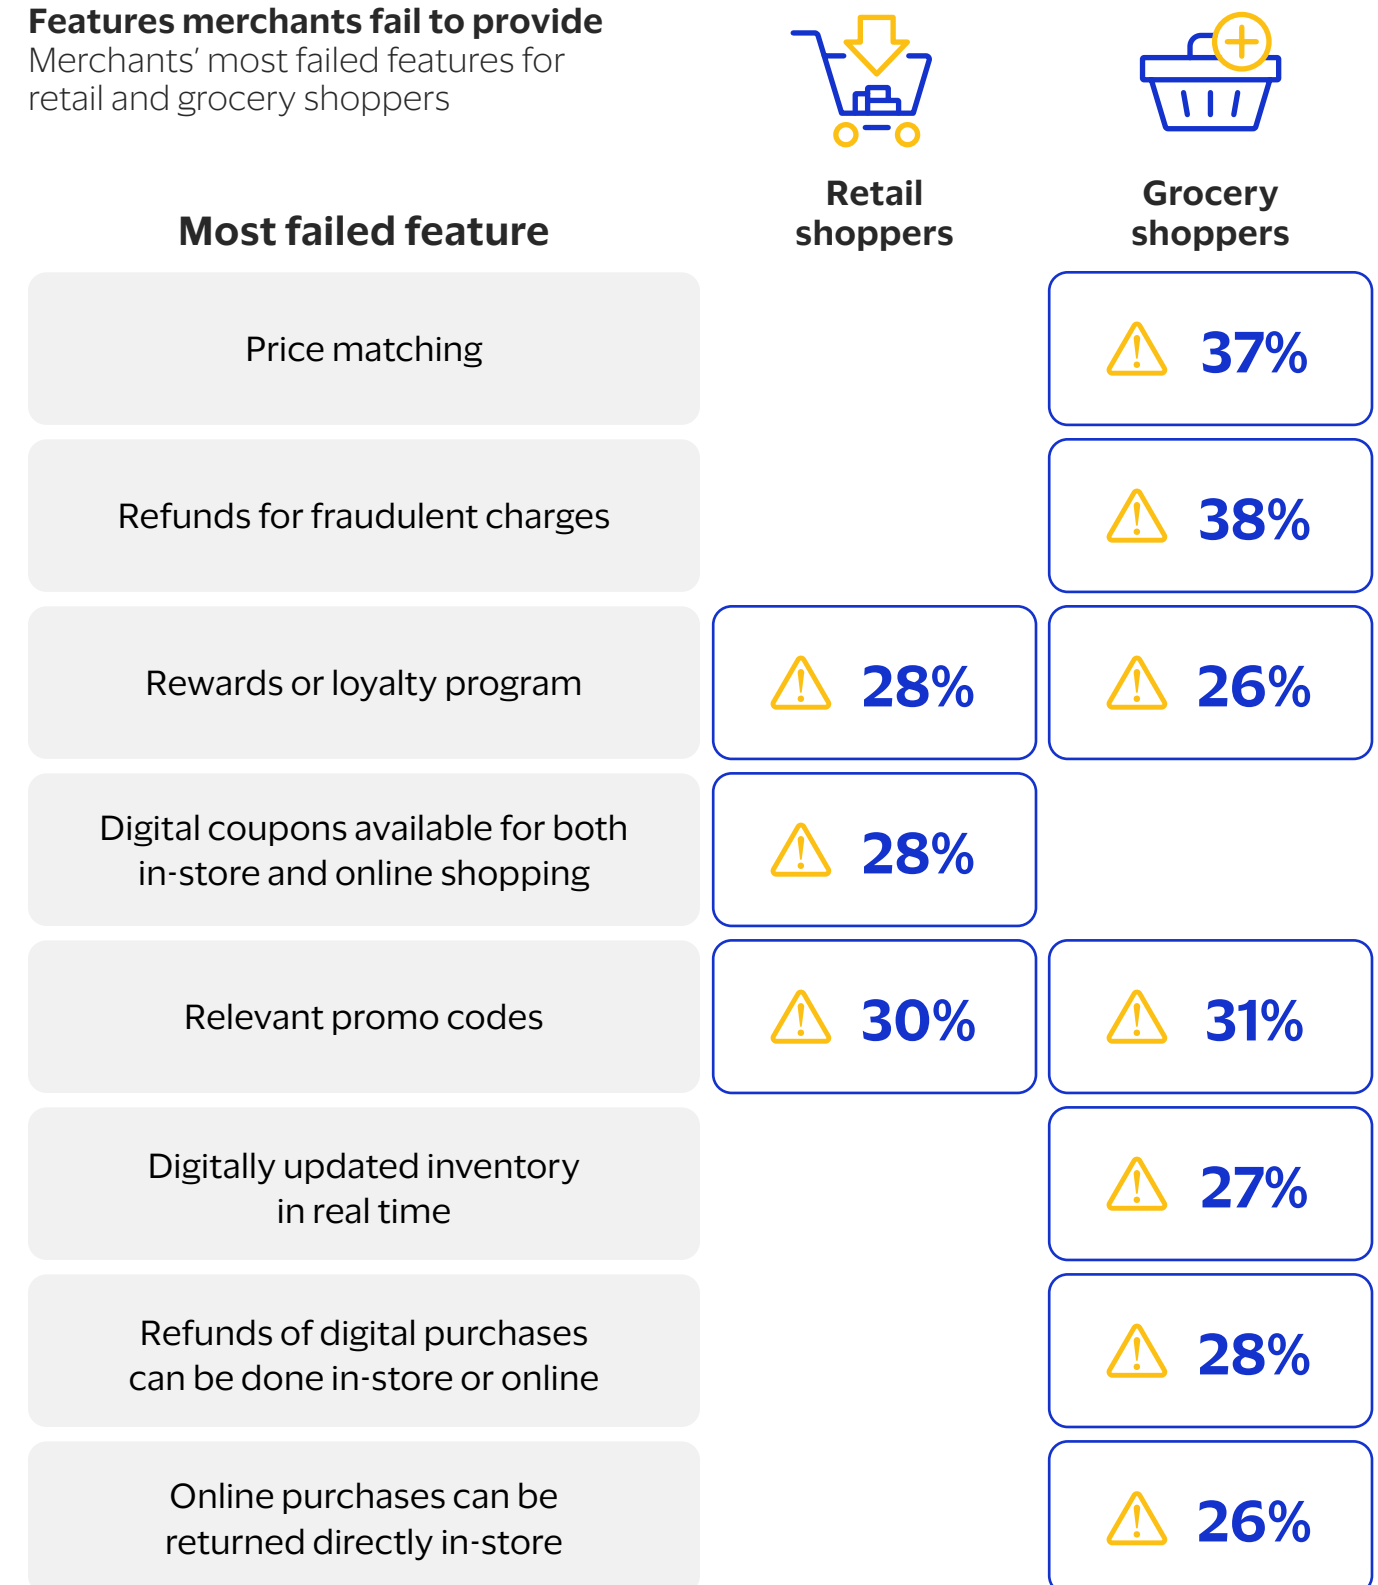 Features merchants fail to provide
Merchants’ most failed features for
retail and grocery shoppers
Most failed feature
Retail
shoppers
Grocery
shoppers
Price matching
37%
Refunds for fraudulent charges
38%
Rewards or loyalty program
28%
26%
Digital coupons available for both
in-store and online shopping
28%
Relevant promo codes
30%
31%
Digitally updated inventory
in real time
27%
Refunds of digital purchases
can be done in-store or online
28%
Online purchases can be
returned directly in-store
26%